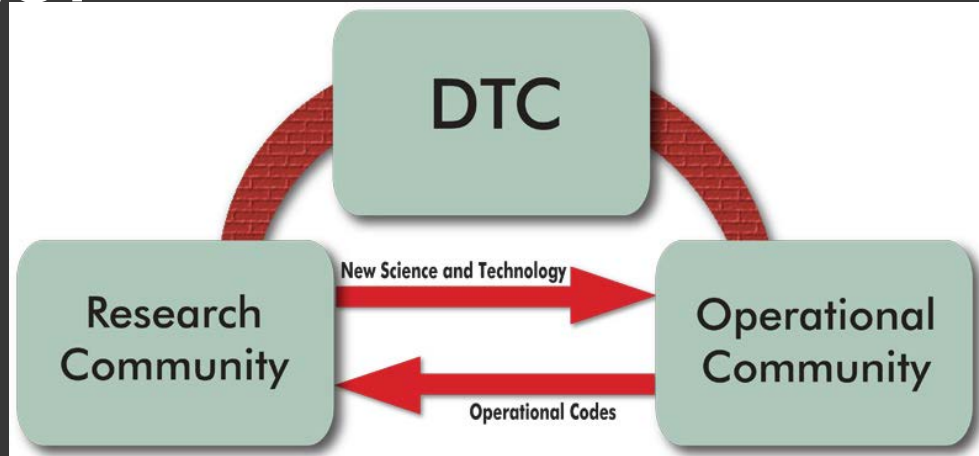 DTC
New Science and Technology
Research
Community
Operational
Community
Operational Codes